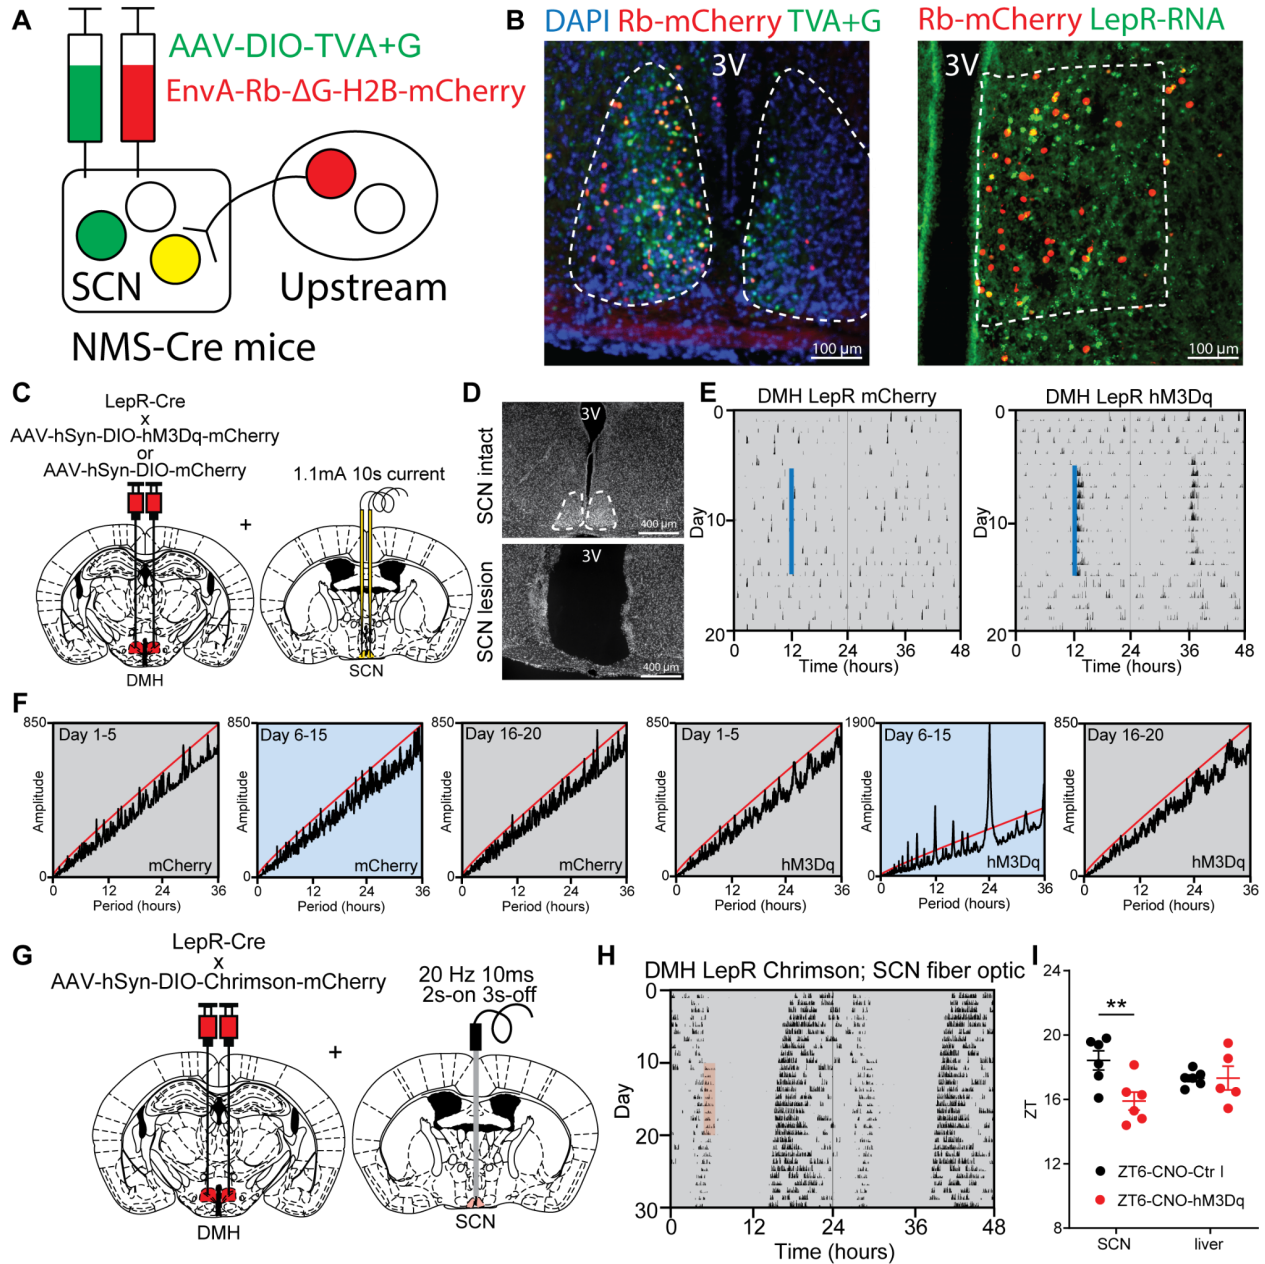 A
AAV-DIO-TVA+G
EnvA-Rb-ΔG-H2B-mCherry
SCN
Upstream
NMS-Cre mice
B
DAPI Rb-mCherry TVA+G
3V
100 µm
Rb-mCherry LepR-RNA
3V
100 µm
C
LepR-Cre
x
AAV-hSyn-DIO-hM3Dq-mCherry
or
AAV-hSyn-DIO-mCherry
1.1mA 10s current
+
DMH
SCN
D
SCN intact
3V
400 µm
SCN lesion
3V
400 µm
E
DMH LepR mCherry
0
10
20
Day
0 12 24 36 48
Time (hours)
DMH LepR hM3Dq
0
10
20
Day
0 12 24 36 48
Time (hours)
F
850
0
Amplitude
Day 1-5
mCherry
0 12 24 36
Period (hours)
850
0
Amplitude
Day 6-15
mCherry
0 12 24 36
Period (hours)
850
0
Amplitude
Day 16-20
mCherry
0 12 24 36
Period (hours)
850
0
Amplitude
Day 1-5
hM3Dq
0 12 24 36
Period (hours)
1900
0
Amplitude
Day 6-15
hM3Dq
0 12 24 36
Period (hours)
850
0
Amplitude
Day 16-20
hM3Dq
0 12 24 36
Period (hours)
G
LepR-Cre
x
AAV-hSyn-DIO-Chrimson-mCherry
20 Hz 10ms
2s-on 3s-off
+
DMH
SCN
H
DMH LepR Chrimson; SCN fiber optic
0
10
20
30
Day
0 12 24 36 48
Time (hours)
I
24
20
16
12
8
ZT
**
ZT6-CNO-Ctr l
ZT6-CNO-hM3Dq
SCN liver